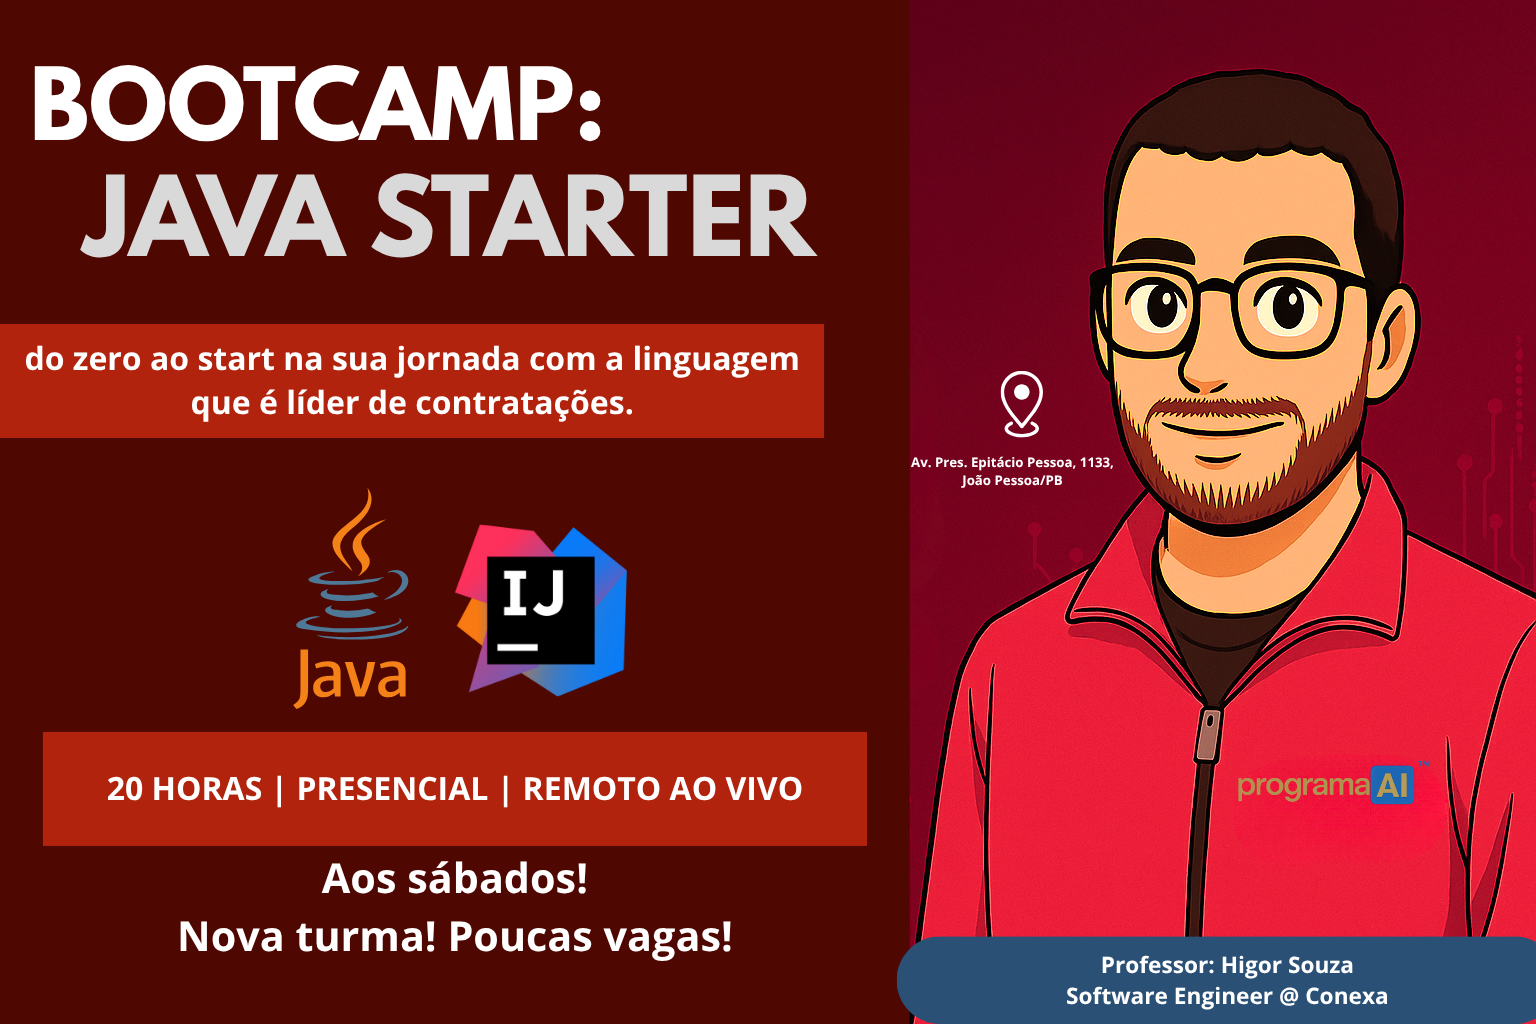 BOOTCAMP:
JAVA STARTER
do zero ao start na sua jornada com a linguagem
que é líder de contratações.
Av. Pres. Epitácio Pessoa, 1133,
João Pessoa/PB
Java
IJ
20 HORAS | PRESENCIAL | REMOTO AO VIVO
programaAI
Aos sábados!
Nova turma! Poucas vagas!
Professor: Higor Souza
Software Engineer @ Conexa